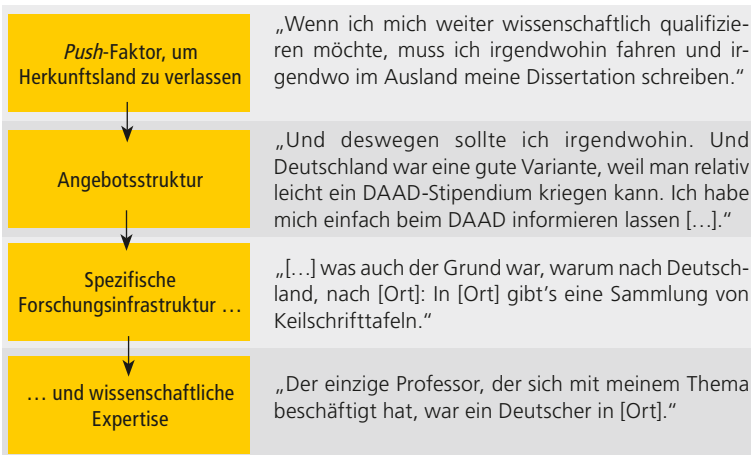 Push-Faktor, um
Herkunftsland zu verlassen
„Wenn ich mich weiter wissenschaftlich qualifizie-
ren möchte, muss ich irgendwohin fahren und ir-
gendwo im Ausland meine Dissertation schreiben.“
Angebotsstruktur
„Und deswegen sollte ich irgendwohin. Und
Deutschland war eine gute Variante, weil man relativ
leicht ein DAAD-Stipendium kriegen kann. Ich habe
mich einfach beim DAAD informieren lassen […].“
Spezifische
Forschungsinfrastruktur …
„[…] was auch der Grund war, warum nach Deutsch-
land, nach [Ort]: In [Ort] gibt’s eine Sammlung von
Keilschrifttafeln.“
… und wissenschaftliche
Expertise
„Der einzige Professor, der sich mit meinem Thema
beschäftigt hat, war ein Deutscher in [Ort].“